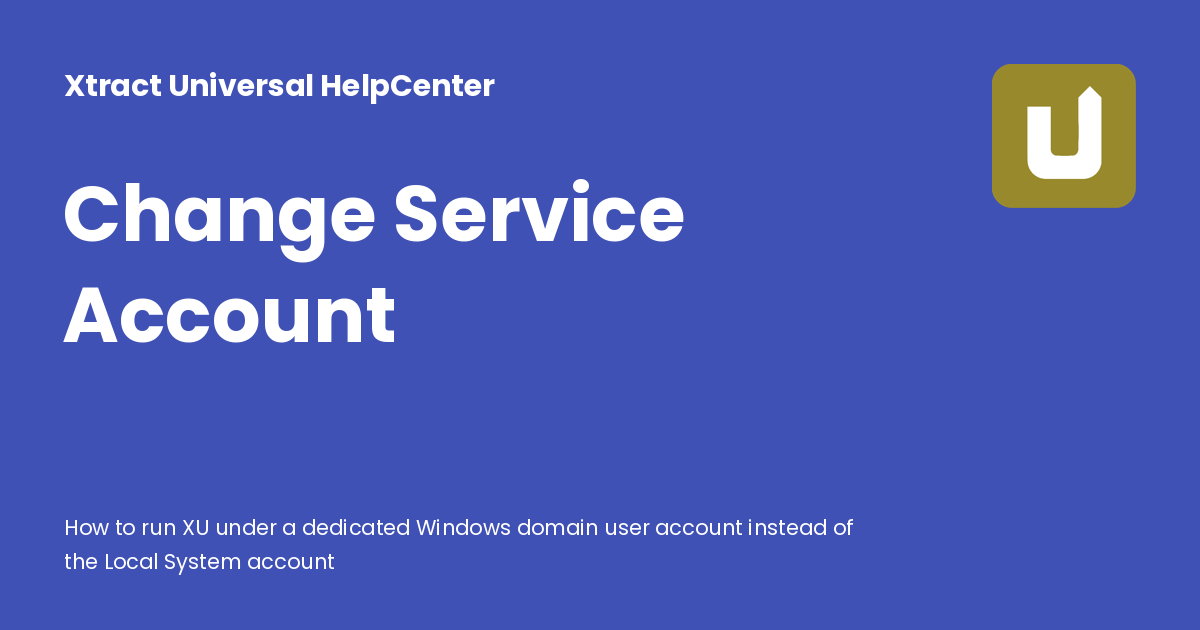 Xtract Universal HelpCenter
Change Service
Account
How to run XU under a dedicated Windows domain user account instead of
the Local System account